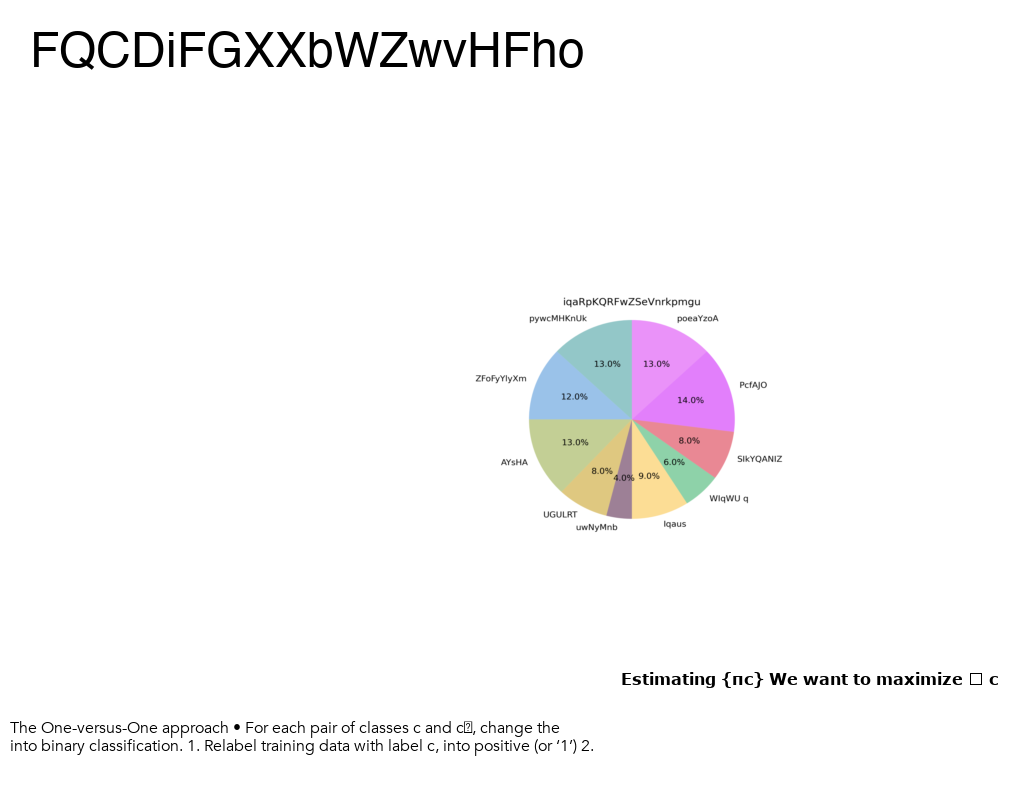 FQCDiFGXXbWZwvHFho
iqaRpKQRFwZSeVnrkpmgu
pywcMHKnUk
poeaYzoA
13.0%
13.0%
ZFoFyYlyXm
PcfAJO
12.0%
14.0%
13.0%
8.0%
AYsHA
SIkYQANIZ
8.0%
4.0%
9.0%
6.0%
WIqWU q
UGULRT
uwNyMnb
Iqaus
Estimating {πc} We want to maximize □ c
The One-versus-One approach • For each pair of classes c and c, change the
into binary classification. 1. Relabel training data with label c, into positive (or ‘1’) 2.